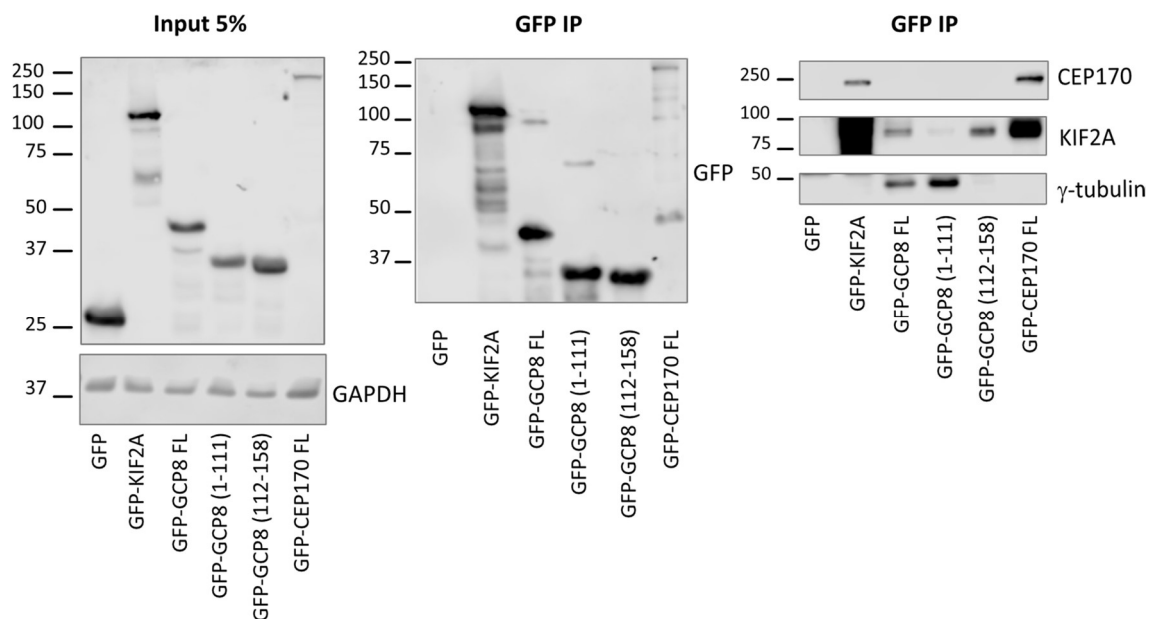 Input 5%
250
150
100
75
50
37
25
37
GAPDH
GFP
GFP-KIF2A
GFP-GCP8 FL
GFP-GCP8 (1-111)
GFP-GCP8 (112-158)
GFP-CEP170 FL
GFP IP
250
150
100
75
50
37
GFP
GFP
GFP-KIF2A
GFP-GCP8 FL
GFP-GCP8 (1-111)
GFP-GCP8 (112-158)
GFP-CEP170 FL
GFP IP
250
CEP170
100
75
KIF2A
50
γ-tubulin
GFP
GFP-KIF2A
GFP-GCP8 FL
GFP-GCP8 (1-111)
GFP-GCP8 (112-158)
GFP-CEP170 FL